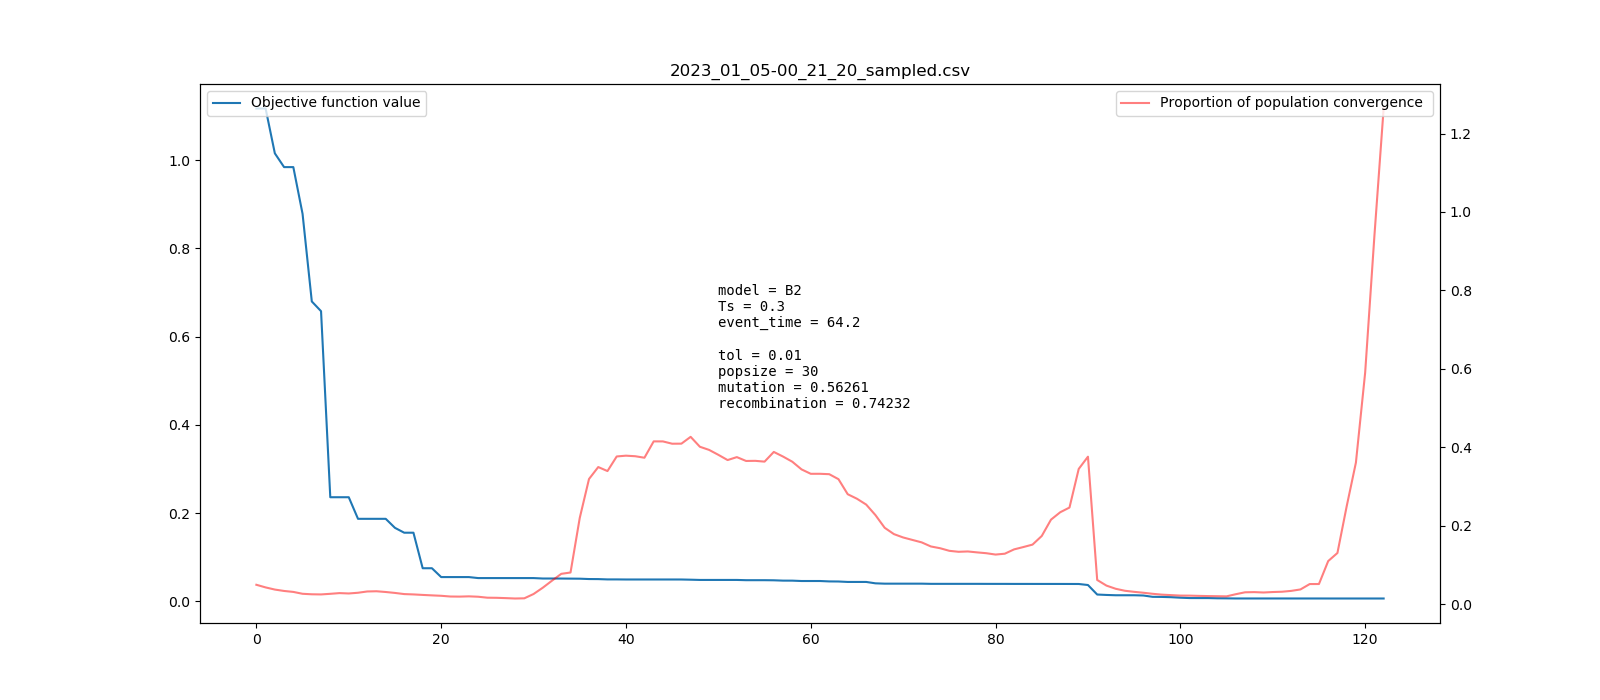 2023_01_05-00_21_20_sampled.csv
Objective function value
Proportion of population convergence
1.0
0.8
0.6
0.4
0.2
0.0
model = B2
Ts = 0.3
event_time = 64.2
tol = 0.01
popsize = 30
mutation = 0.56261
recombination = 0.74232
1.2
1.0
0.8
0.6
0.4
0.2
0.0
0
20
40
60
80
100
120